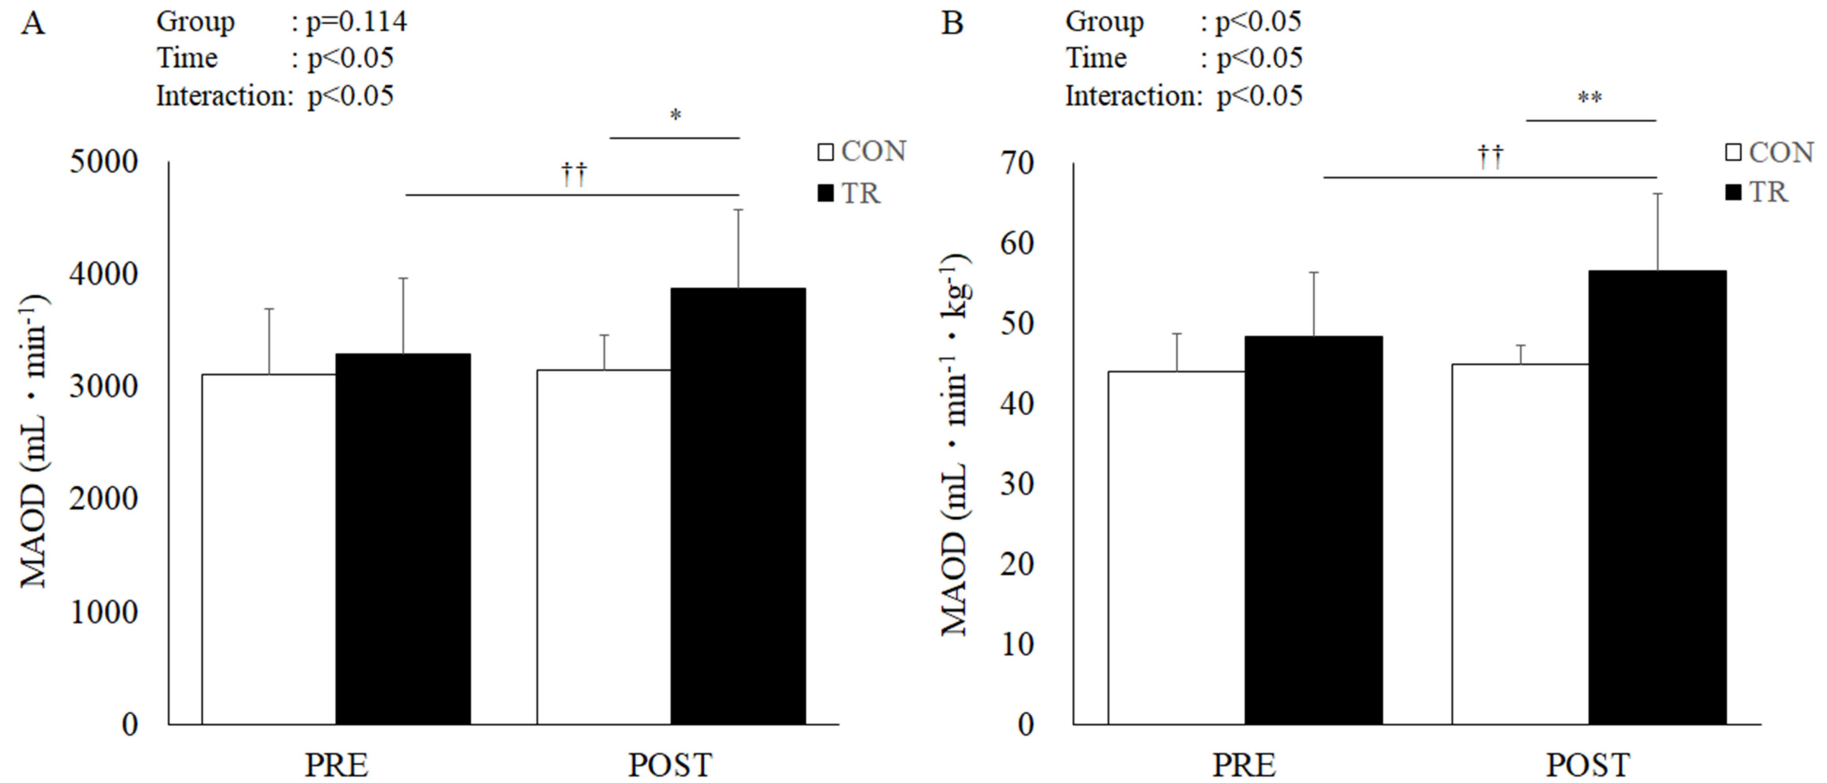 A
Group : p=0.114
Time : p<0.05
Interaction: p<0.05
*
††
CON
TR
5000
4000
3000
2000
1000
0
MAOD (mL・min-1)
PRE POST
B
Group : p<0.05
Time : p<0.05
Interaction: p<0.05
**
††
CON
TR
70
60
50
40
30
20
10
0
MAOD (mL・min-1・kg-1)
PRE POST